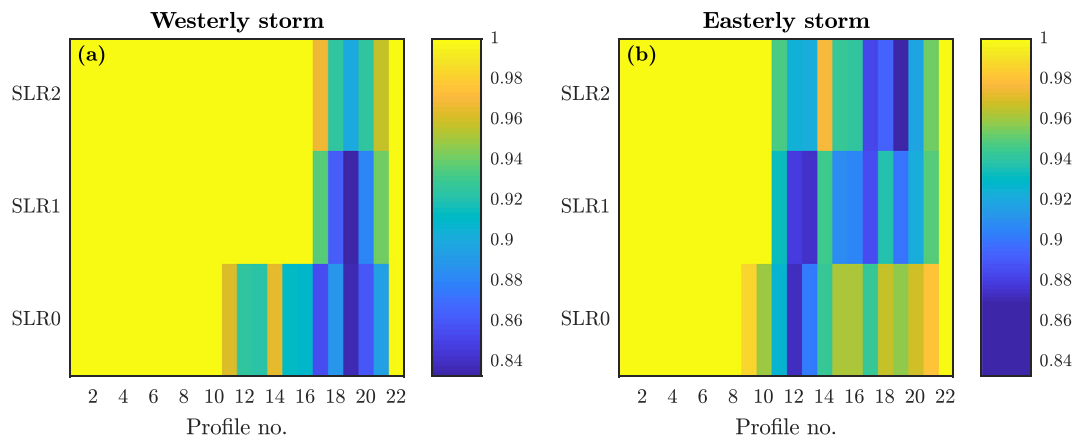 Westerly storm
Easterly storm
(a)
(b)
SLR2
SLR1
SLR0
2 4 6 8 10 12 14 16 18 20 22
Profile no.
1
0.98
0.96
0.94
0.92
0.9
0.88
0.86
0.84
SLR2
SLR1
SLR0
2 4 6 8 10 12 14 16 18 20 22
Profile no.
1
0.98
0.96
0.94
0.92
0.9
0.88
0.86
0.84